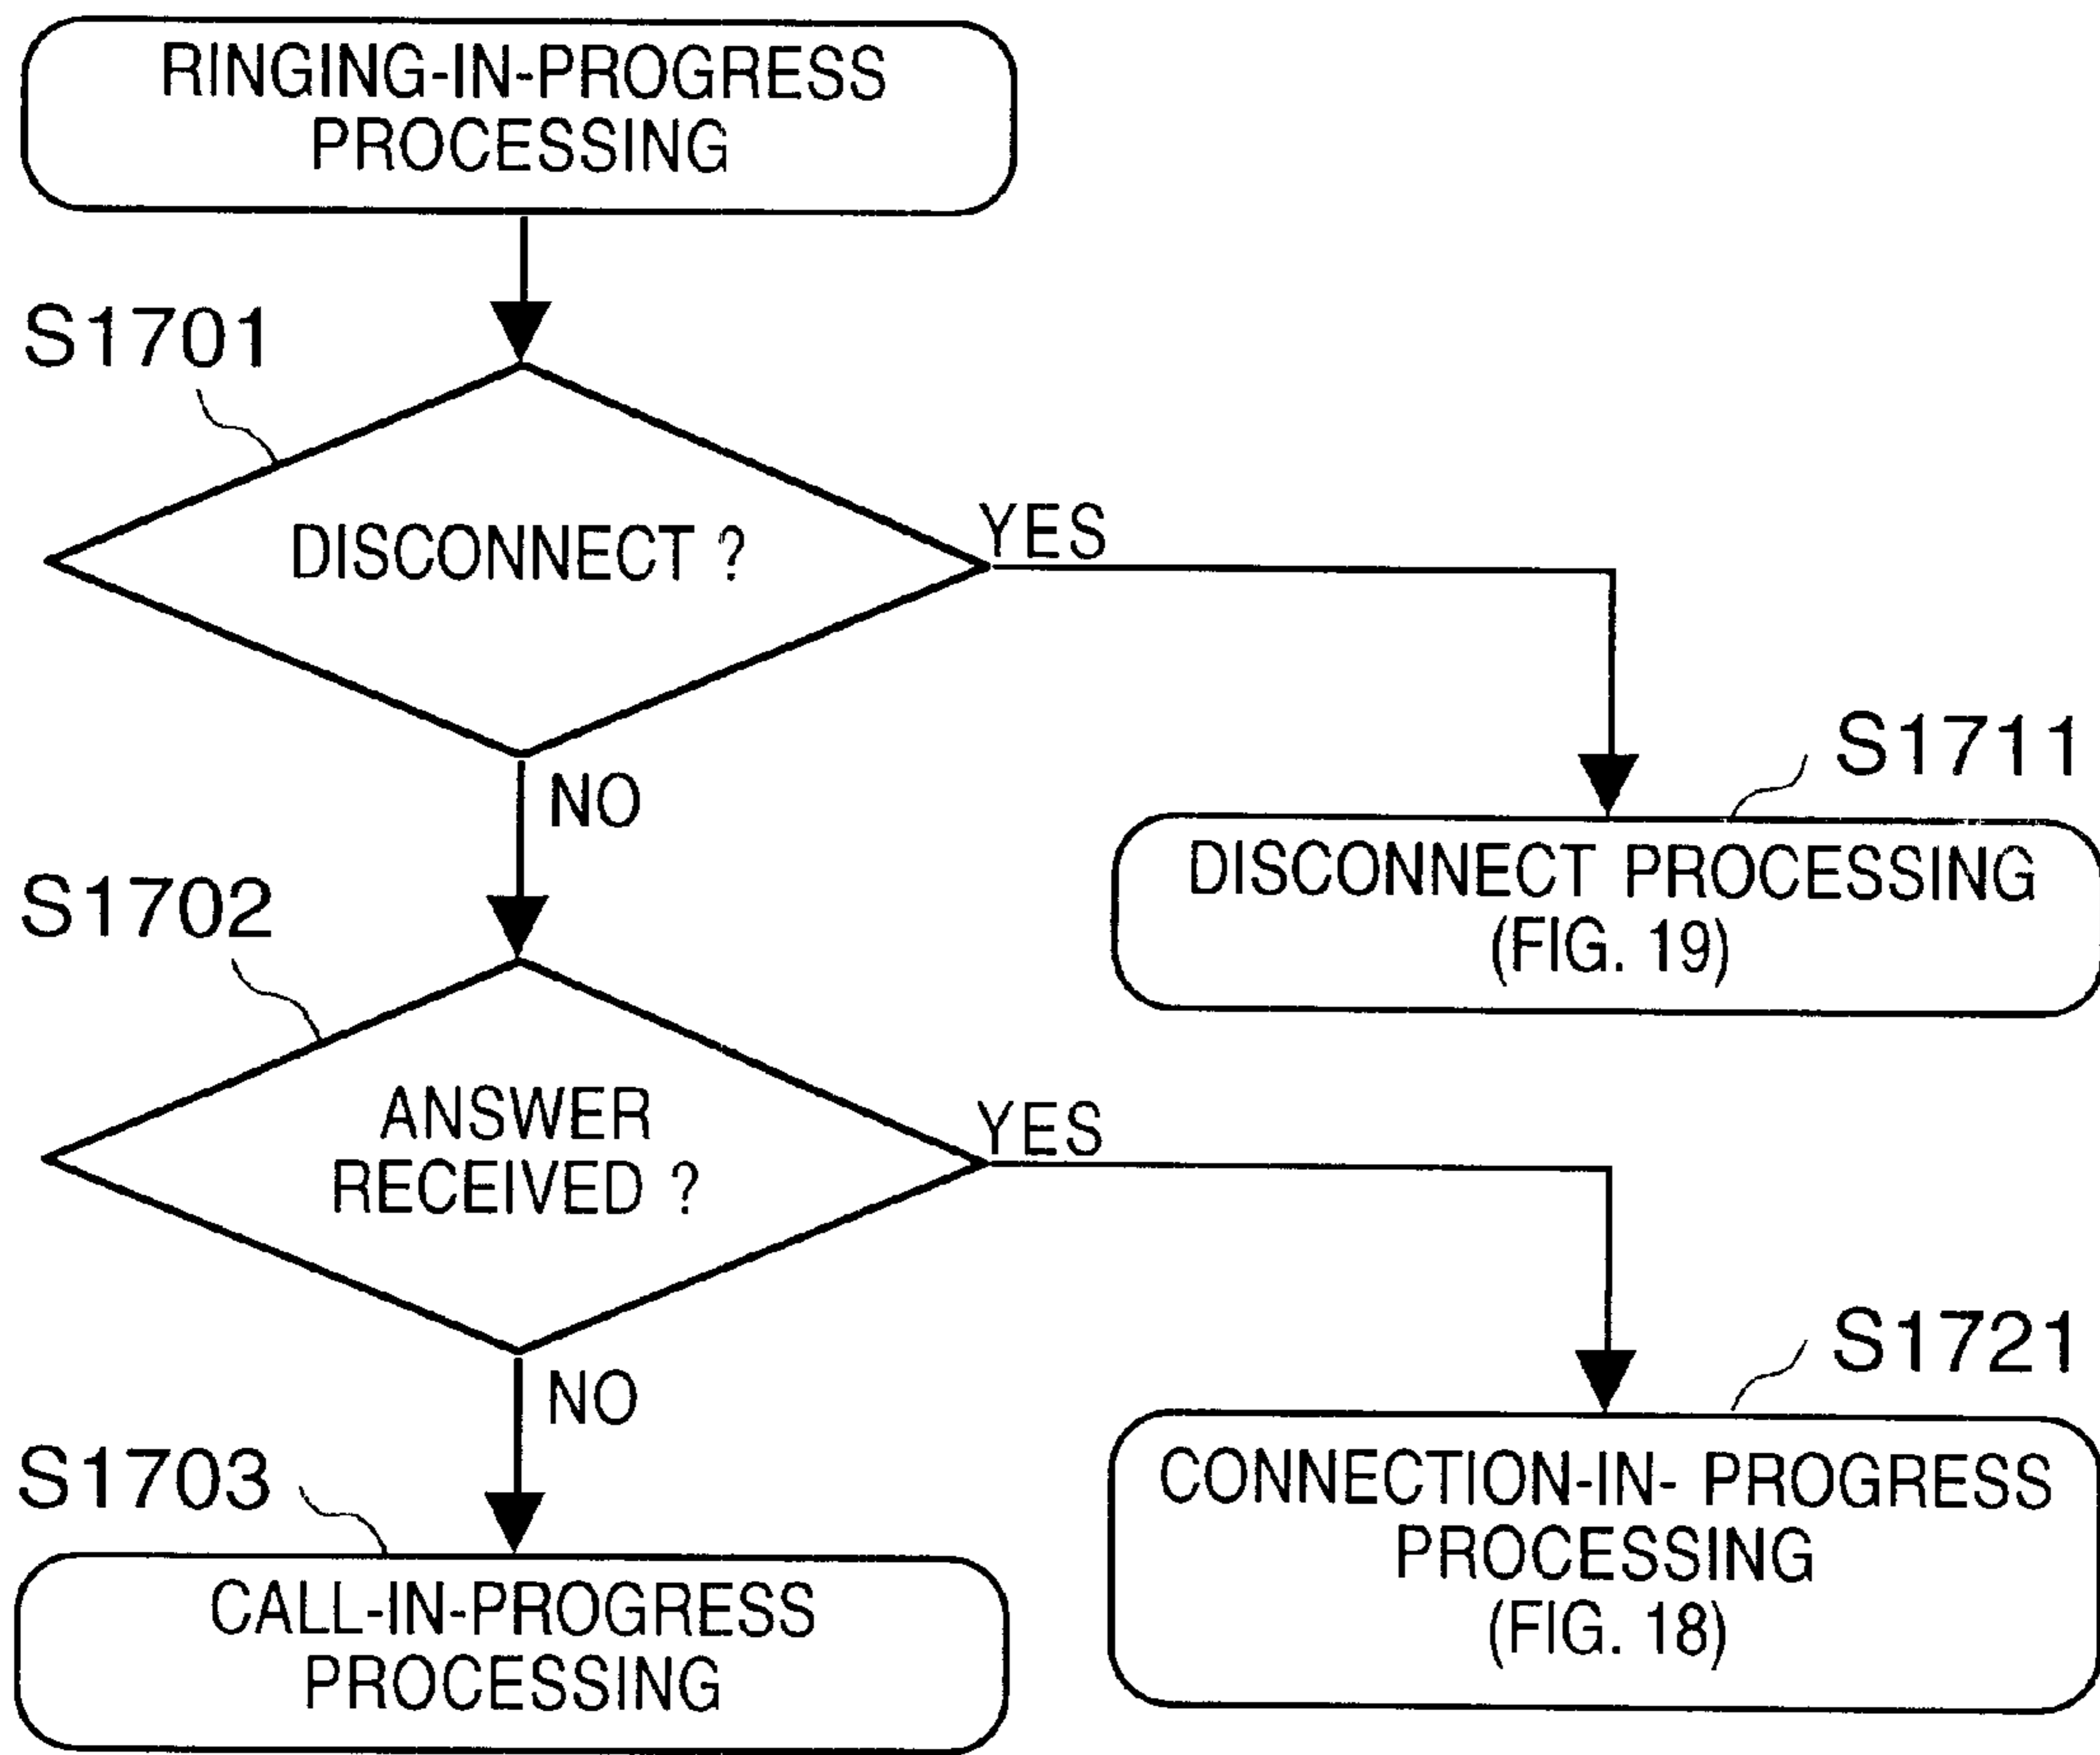 RINGING-IN-PROGRESS
PROCESSING
S1701
DISCONNECT ?
YES
NO
S1711
DISCONNECT PROCESSING
(FIG. 19)
S1702
ANSWER
RECEIVED ?
YES
NO
S1721
CONNECTION-IN- PROGRESS
PROCESSING
(FIG. 18)
S1703
CALL-IN-PROGRESS
PROCESSING